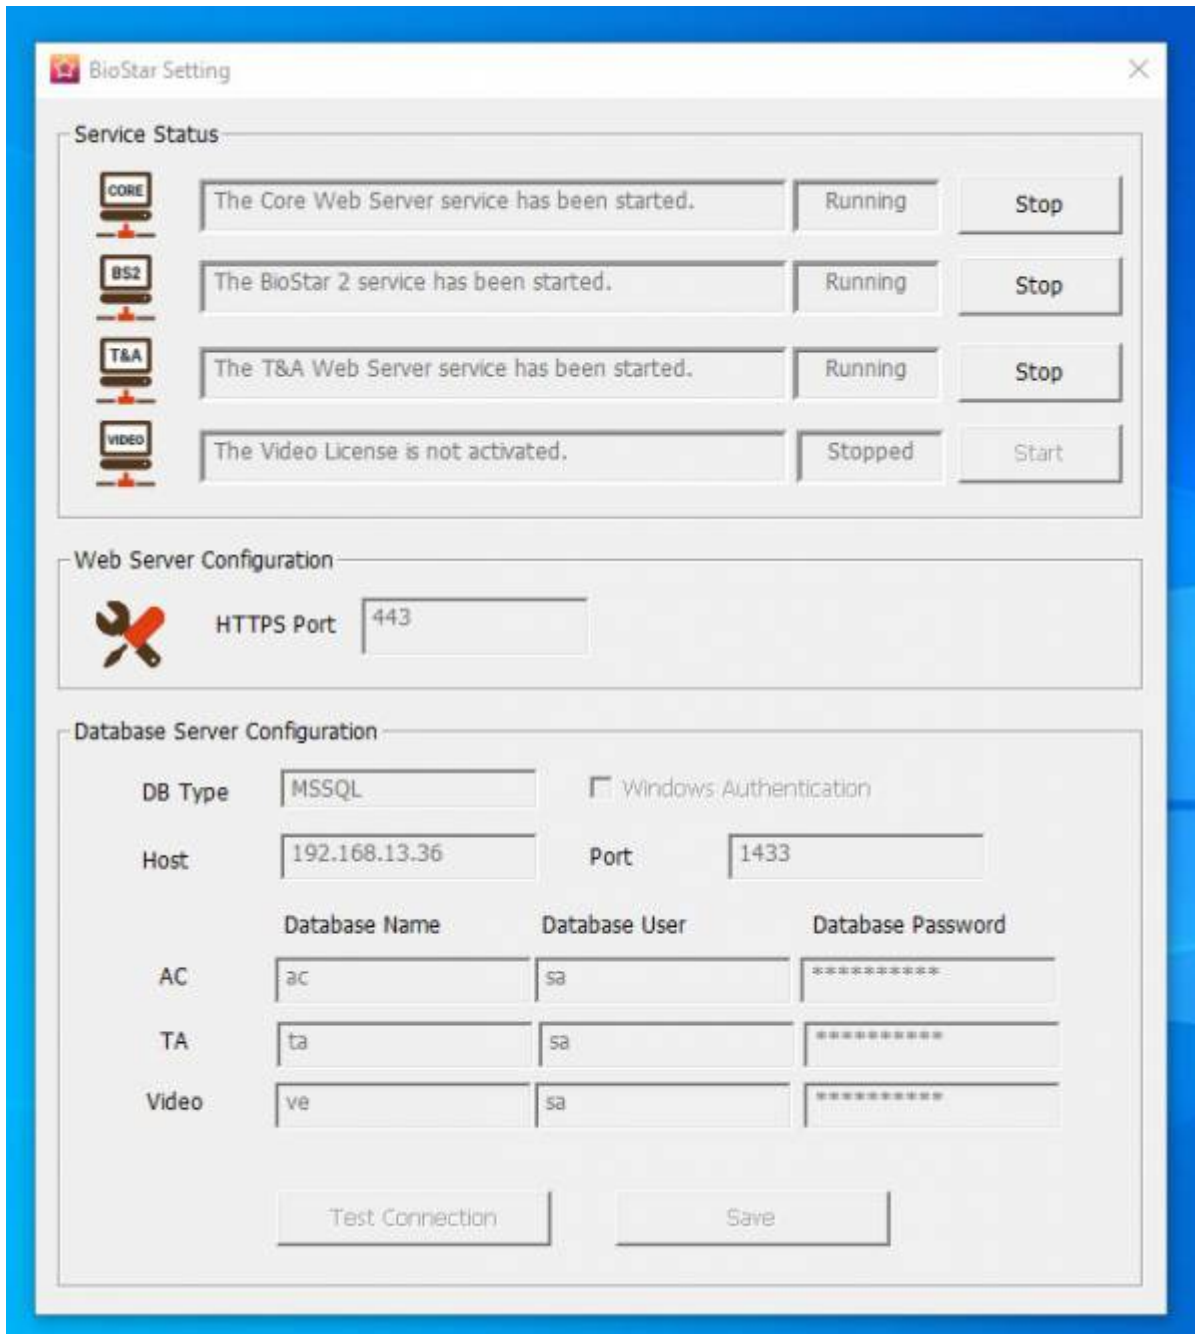 BioStar Setting
Service Status
CORE The Core Web Server service has been started. Running Stop
BS2 The BioStar 2 service has been started. Running Stop
T&A The T&A Web Server service has been started. Running Stop
VIDEO The Video License is not activated. Stopped Start
Web Server Configuration
HTTPS Port 443
Database Server Configuration
DB Type MSSQL Windows Authentication
Host 192.168.13.36 Port 1433
Database Name Database User Database Password
AC ac sa **********
TA ta sa **********
Video ve sa **********
Test Connection Save